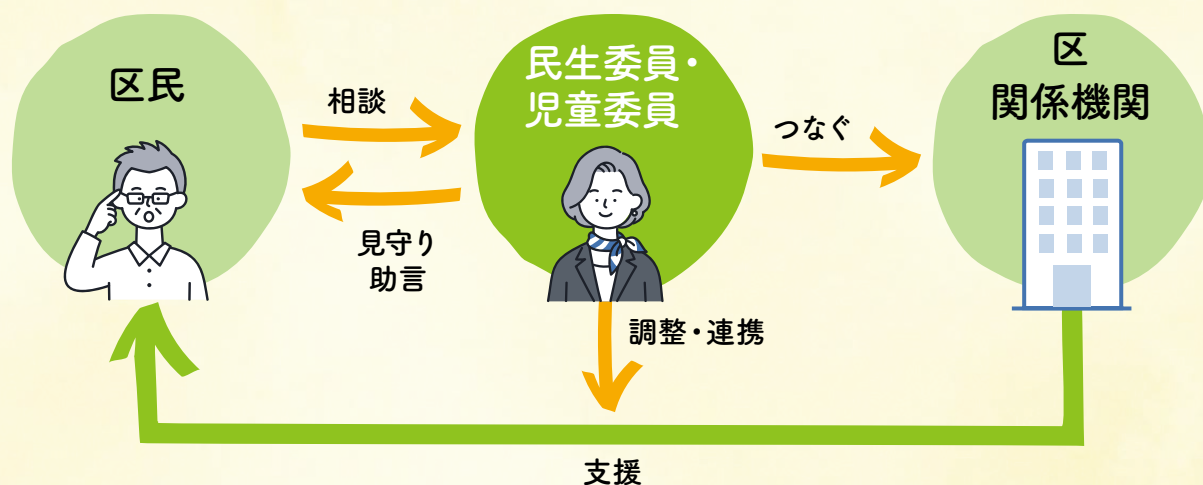 区民
相談
見守り
助言
民生委員・
児童委員
つなぐ
区
関係機関
調整・連携
支援